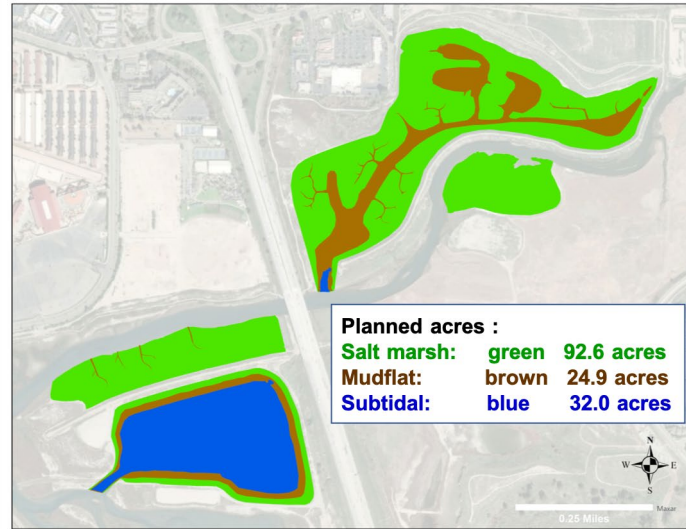 Planned acres :
Salt marsh: green 92.6 acres
Mudflat: brown 24.9 acres
Subtidal: blue 32.0 acres
N
W E
S
Maxar
0.25 Miles